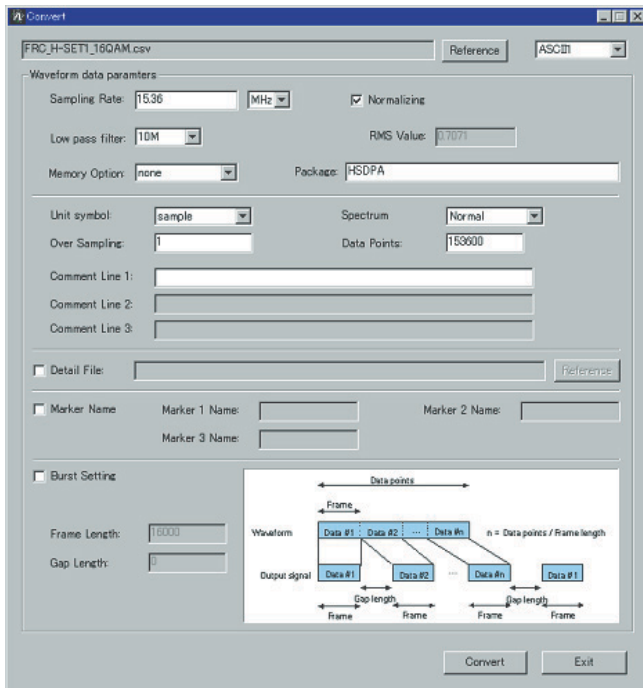 Convert
FRC_H-SET1_16QAM.csv Reference ASCII1
Waveform data paramters
Sampling Rate: 15.36 MHz Normalizing
Low pass filter: 10M RMS Value: 0.7071
Memory Option: none Package: HSDPA
Unit symbol: sample Spectrum Normal
Over Sampling: 1 Data Points: 153600
Comment Line 1:
Comment Line 2:
Comment Line 3:
Detail File: Reference
Marker Name Marker 1 Name: Marker 2 Name:
Marker 3 Name:
Burst Setting
Frame Length: 16000
Gap Length: 0
Data points
Frame
Waveform Data #1 Data #2 ... Data #n n = Data points / Frame length
Output signal Data #1 Data #2 ... Data #n Data #1
Gap length Gap length
Frame Frame Frame Frame
Convert Exit